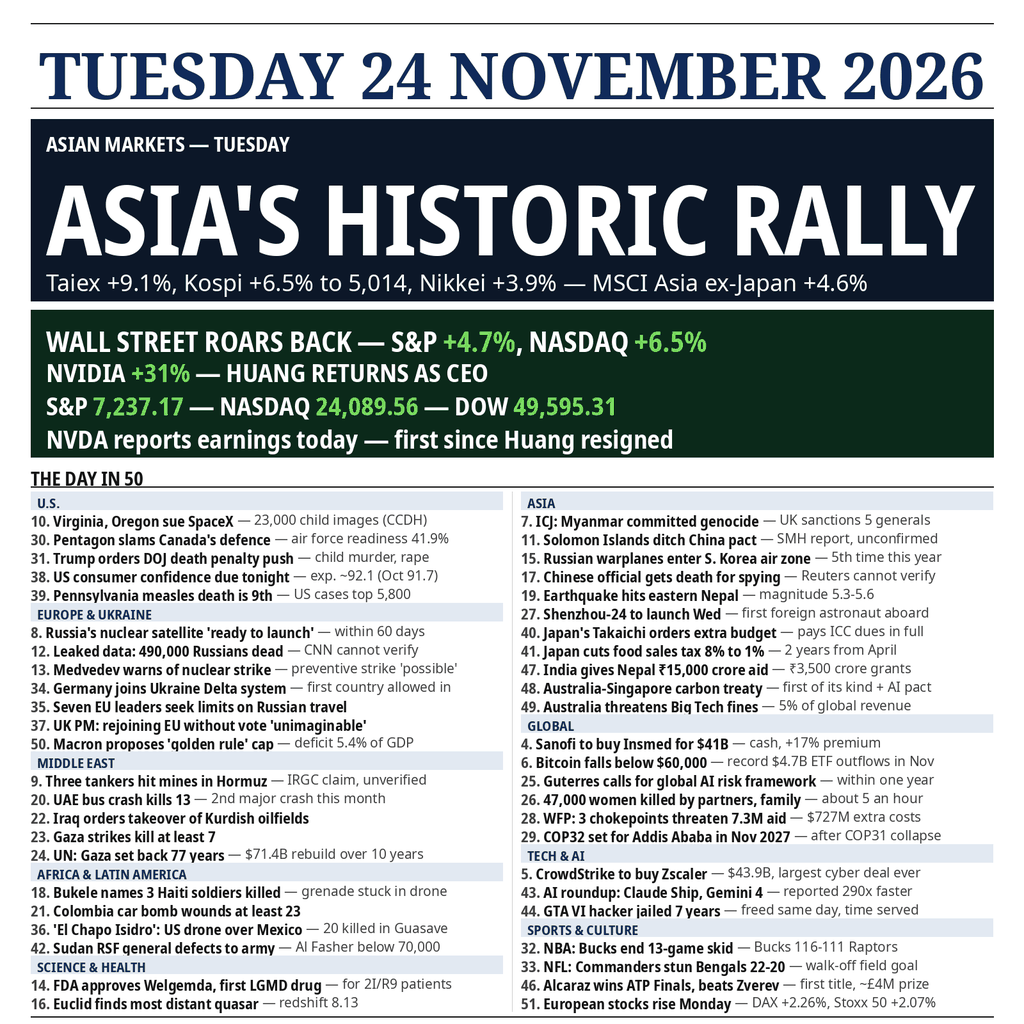 TUESDAY 24 NOVEMBER 2026
ASIAN MARKETS — TUESDAY
ASIA'S HISTORIC RALLY
Taiex +9.1%, Kospi +6.5% to 5,014, Nikkei +3.9% — MSCI Asia ex-Japan +4.6%
WALL STREET ROARS BACK — S&P +4.7%, NASDAQ +6.5%
NVIDIA +31% — HUANG RETURNS AS CEO
S&P 7,237.17 — NASDAQ 24,089.56 — DOW 49,595.31
NVDA reports earnings today — first since Huang resigned
THE DAY IN 50
U.S.
10. Virginia, Oregon sue SpaceX — 23,000 child images (CCDH)
30. Pentagon slams Canada's defence — air force readiness 41.9%
31. Trump orders DOJ death penalty push — child murder, rape
38. US consumer confidence due tonight — exp. ~92.1 (Oct 91.7)
39. Pennsylvania measles death is 9th — US cases top 5,800
EUROPE & UKRAINE
8. Russia's nuclear satellite 'ready to launch' — within 60 days
12. Leaked data: 490,000 Russians dead — CNN cannot verify
13. Medvedev warns of nuclear strike — preventive strike 'possible'
34. Germany joins Ukraine Delta system — first country allowed in
35. Seven EU leaders seek limits on Russian travel
37. UK PM: rejoining EU without vote 'unimaginable'
50. Macron proposes 'golden rule' cap — deficit 5.4% of GDP
MIDDLE EAST
9. Three tankers hit mines in Hormuz — IRGC claim, unverified
20. UAE bus crash kills 13 — 2nd major crash this month
22. Iraq orders takeover of Kurdish oilfields
23. Gaza strikes kill at least 7
24. UN: Gaza set back 77 years — $71.4B rebuild over 10 years
AFRICA & LATIN AMERICA
18. Bukele names 3 Haiti soldiers killed — grenade stuck in drone
21. Colombia car bomb wounds at least 23
36. 'El Chapo Isidro': US drone over Mexico — 20 killed in Guasave
42. Sudan RSF general defects to army — Al Fasher below 70,000
SCIENCE & HEALTH
14. FDA approves Welgemda, first LGMD drug — for 2I/R9 patients
16. Euclid finds most distant quasar — redshift 8.13
ASIA
7. ICJ: Myanmar committed genocide — UK sanctions 5 generals
11. Solomon Islands ditch China pact — SMH report, unconfirmed
15. Russian warplanes enter S. Korea air zone — 5th time this year
17. Chinese official gets death for spying — Reuters cannot verify
19. Earthquake hits eastern Nepal — magnitude 5.3-5.6
27. Shenzhou-24 to launch Wed — first foreign astronaut aboard
40. Japan's Takaichi orders extra budget — pays ICC dues in full
41. Japan cuts food sales tax 8% to 1% — 2 years from April
47. India gives Nepal ₹15,000 crore aid — ₹3,500 crore grants
48. Australia-Singapore carbon treaty — first of its kind + AI pact
49. Australia threatens Big Tech fines — 5% of global revenue
GLOBAL
4. Sanofi to buy Insmed for $41B — cash, +17% premium
6. Bitcoin falls below $60,000 — record $4.7B ETF outflows in Nov
25. Guterres calls for global AI risk framework — within one year
26. 47,000 women killed by partners, family — about 5 an hour
28. WFP: 3 chokepoints threaten 7.3M aid — $727M extra costs
29. COP32 set for Addis Ababa in Nov 2027 — after COP31 collapse
TECH & AI
5. CrowdStrike to buy Zscaler — $43.9B, largest cyber deal ever
43. AI roundup: Claude Ship, Gemini 4 — reported 290x faster
44. GTA VI hacker jailed 7 years — freed same day, time served
SPORTS & CULTURE
32. NBA: Bucks end 13-game skid — Bucks 116-111 Raptors
33. NFL: Commanders stun Bengals 22-20 — walk-off field goal
46. Alcaraz wins ATP Finals, beats Zverev — first title, ~£4M prize
51. European stocks rise Monday — DAX +2.26%, Stoxx 50 +2.07%